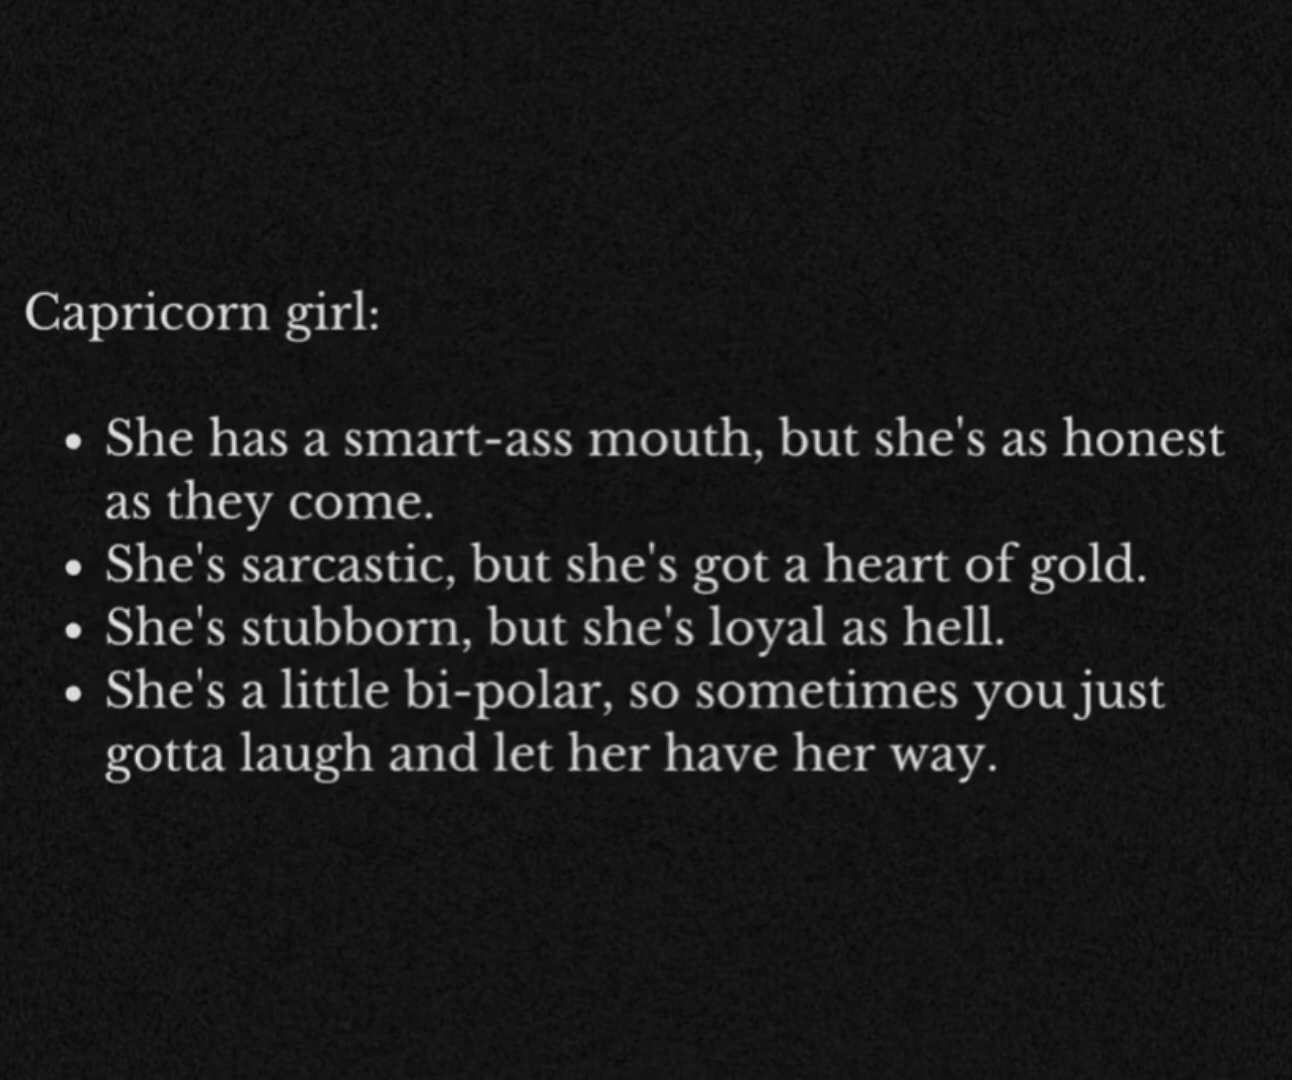 Capricorn girl:
• She has a smart-ass mouth, but she's as honest
as they come.
• She's sarcastic, but she's got a heart of gold.
• She's stubborn, but she's loyal as hell.
• She's a little bi-polar, so sometimes you just
gotta laugh and let her have her way.